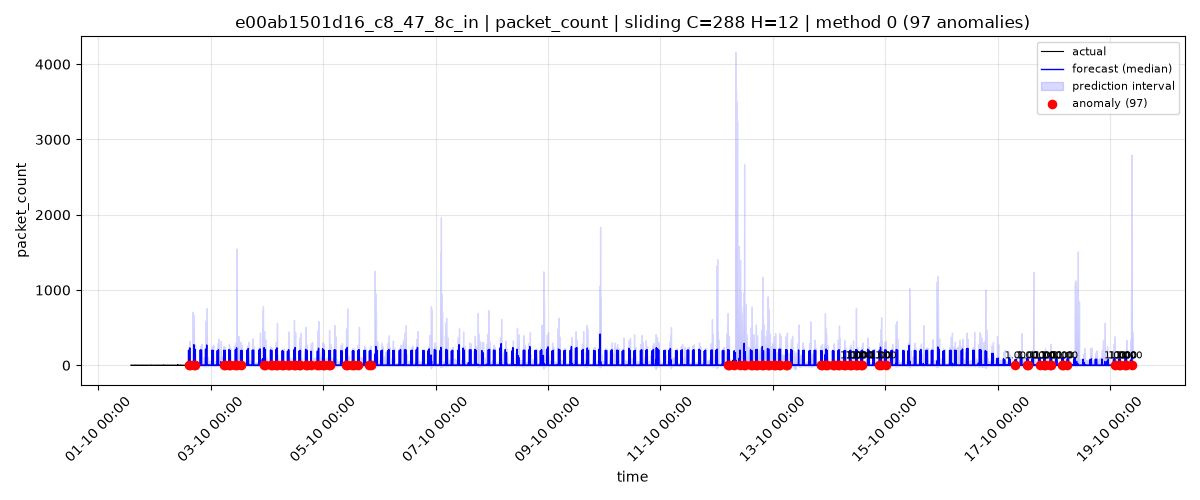 e00ab1501d16_c8_47_8c_in | packet_count | sliding C=288 H=12 | method 0 (97 anomalies)
actual
forecast (median)
prediction interval
anomaly (97)
packet_count
4000
3000
2000
1000
0
01-10 00:00
03-10 00:00
05-10 00:00
07-10 00:00
09-10 00:00
11-10 00:00
13-10 00:00
15-10 00:00
17-10 00:00
19-10 00:00
time